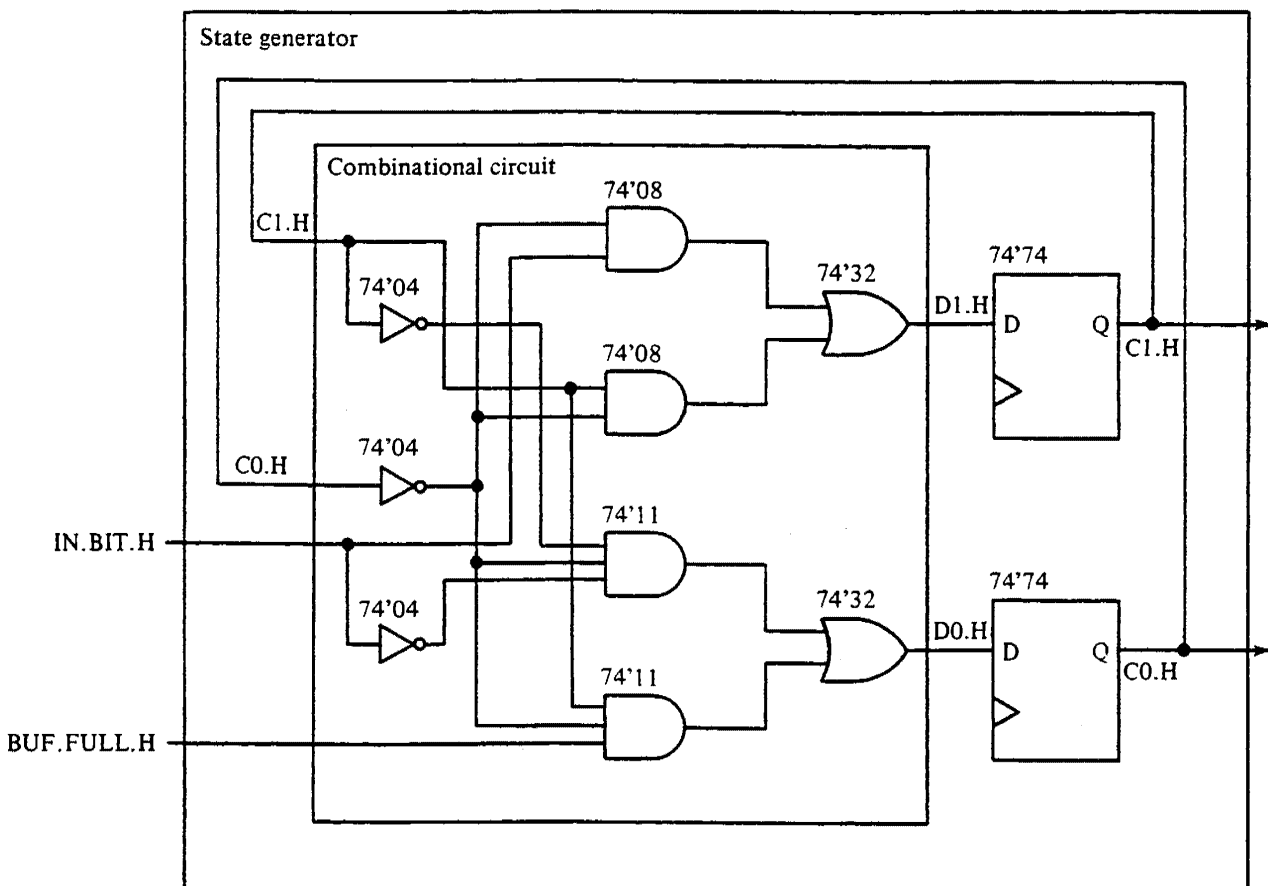 State generator
Combinational circuit
74'08
C1.H
74'04
74'32
74'74
D1.H
D
Q
C1.H
74'08
74'04
C0.H
74'11
IN.BIT.H
74'04
74'32
74'74
D0.H
D
Q
C0.H
74'11
BUF.FULL.H